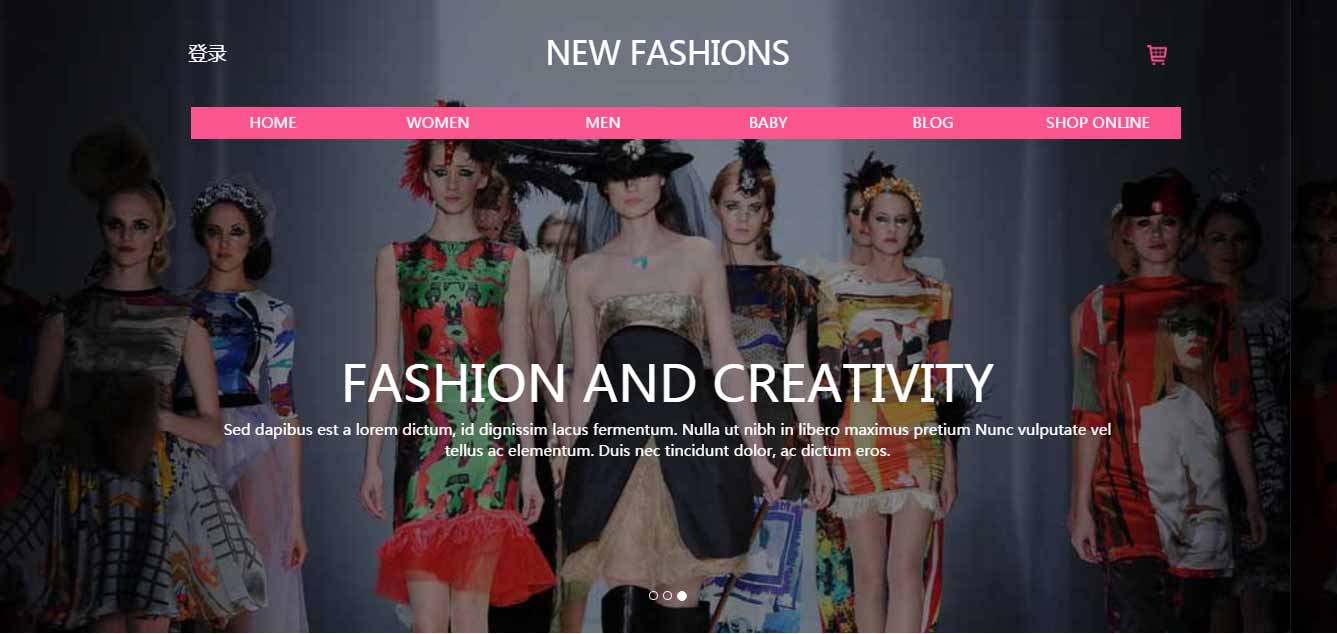 登录
NEW FASHIONS
HOME WOMEN MEN BABY BLOG SHOP ONLINE
FASHION AND CREATIVITY
Sed dapibus est a lorem dictum, id dignissim lacus fermentum. Nulla ut nibh in libero maximus pretium Nunc vulputate vel
tellus ac elementum. Duis nec tincidunt dolor, ac dictum eros.